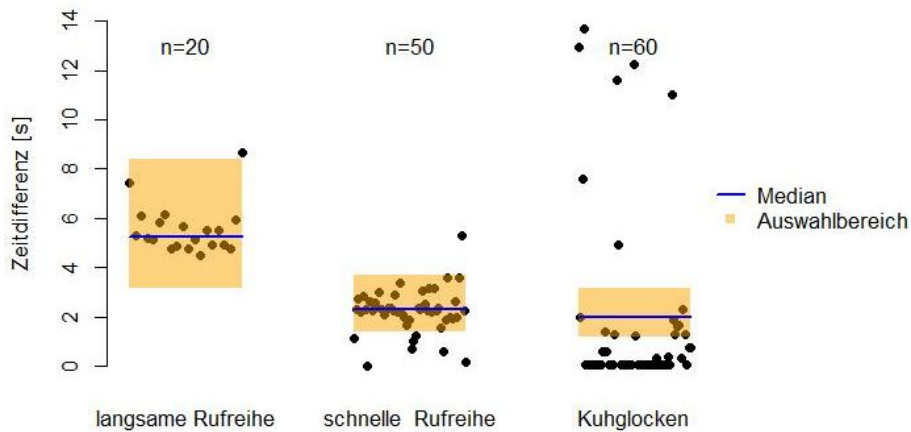 14
12
10
8
6
4
2
0
Zeitdifferenz [s]
n=20
n=50
n=60
Median
Auswahlbereich
langsame Rufreihe
schnelle Rufreihe
Kuhglocken